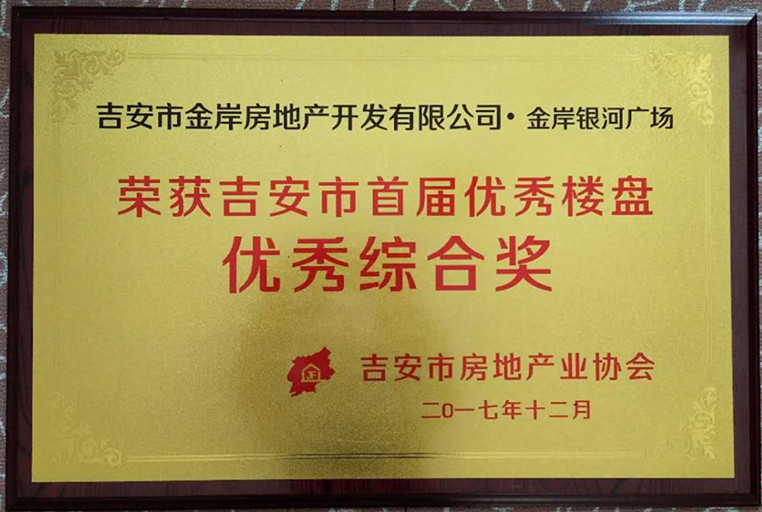 吉安市金岸房地产开发有限公司·金岸银河广场
荣获吉安市首届优秀楼盘
优秀综合奖
吉安市房地产业协会
二〇一七年十二月